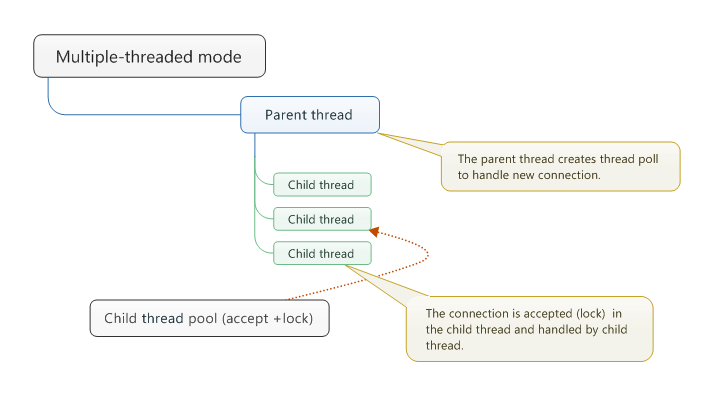 Multiple-threaded mode
Parent thread
The parent thread creates thread poll
to handle new connection.
Child thread
Child thread
Child thread
Child thread pool (accept +lock)
The connection is accepted (lock) in
the child thread and handled by child
thread.